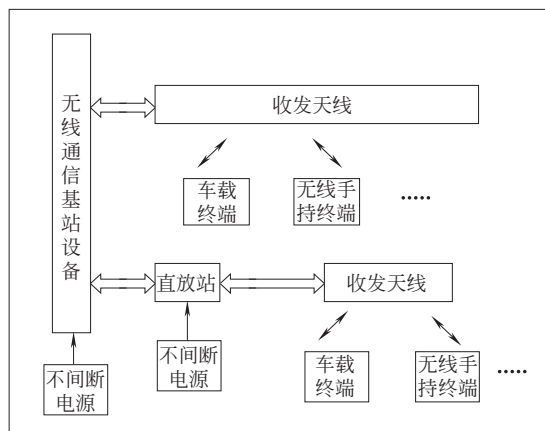 无线通信基站设备
收发天线
车载
终端
无线手
持终端
.....
直放站
收发天线
不间断
电源
不间断
电源
车载
终端
无线手
持终端
.....